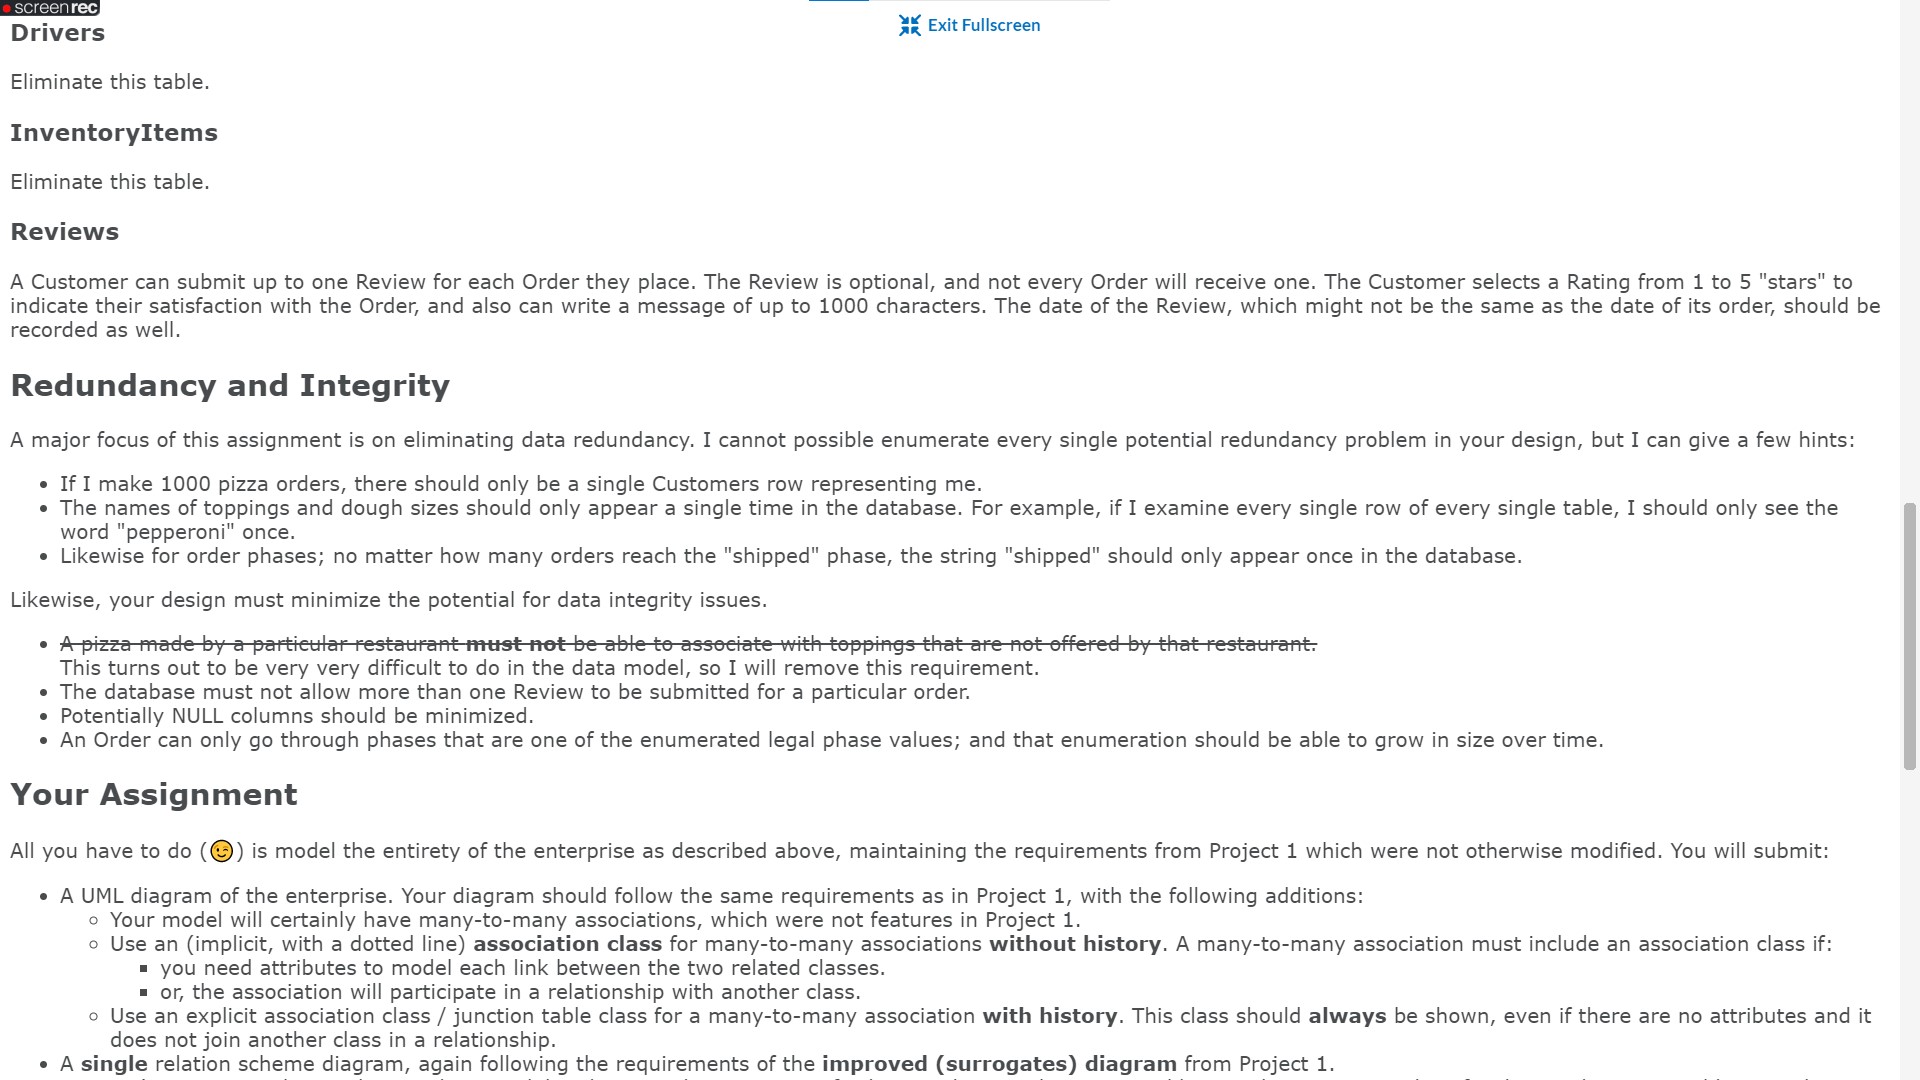 screenrec
Exit Fullscreen
Drivers
Eliminate this table.
InventoryItems
Eliminate this table.
Reviews
A Customer can submit up to one Review for each Order they place. The Review is optional, and not every Order will receive one. The Customer selects a Rating from 1 to 5 "stars" to
indicate their satisfaction with the Order, and also can write a message of up to 1000 characters. The date of the Review, which might not be the same as the date of its order, should be
recorded as well.
Redundancy and Integrity
A major focus of this assignment is on eliminating data redundancy. I cannot possible enumerate every single potential redundancy problem in your design, but I can give a few hints:
• If I make 1000 pizza orders, there should only be a single Customers row representing me.
• The names of toppings and dough sizes should only appear a single time in the database. For example, if I examine every single row of every single table, I should only see the
word "pepperoni" once.
• Likewise for order phases; no matter how many orders reach the "shipped" phase, the string "shipped" should only appear once in the database.
Likewise, your design must minimize the potential for data integrity issues.
• A pizza made by a particular restaurant must not be able to associate with toppings that are not offered by that restaurant.
This turns out to be very very difficult to do in the data model, so I will remove this requirement.
• The database must not allow more than one Review to be submitted for a particular order.
• Potentially NULL columns should be minimized.
• An Order can only go through phases that are one of the enumerated legal phase values; and that enumeration should be able to grow in size over time.
Your Assignment
All you have to do (😉) is model the entirety of the enterprise as described above, maintaining the requirements from Project 1 which were not otherwise modified. You will submit:
• A UML diagram of the enterprise. Your diagram should follow the same requirements as in Project 1, with the following additions:
◦ Your model will certainly have many-to-many associations, which were not features in Project 1.
◦ Use an (implicit, with a dotted line) association class for many-to-many associations without history. A many-to-many association must include an association class if:
▪ you need attributes to model each link between the two related classes.
▪ or, the association will participate in a relationship with another class.
◦ Use an explicit association class / junction table class for a many-to-many association with history. This class should always be shown, even if there are no attributes and it
does not join another class in a relationship.
• A single relation scheme diagram, again following the requirements of the improved (surrogates) diagram from Project 1.